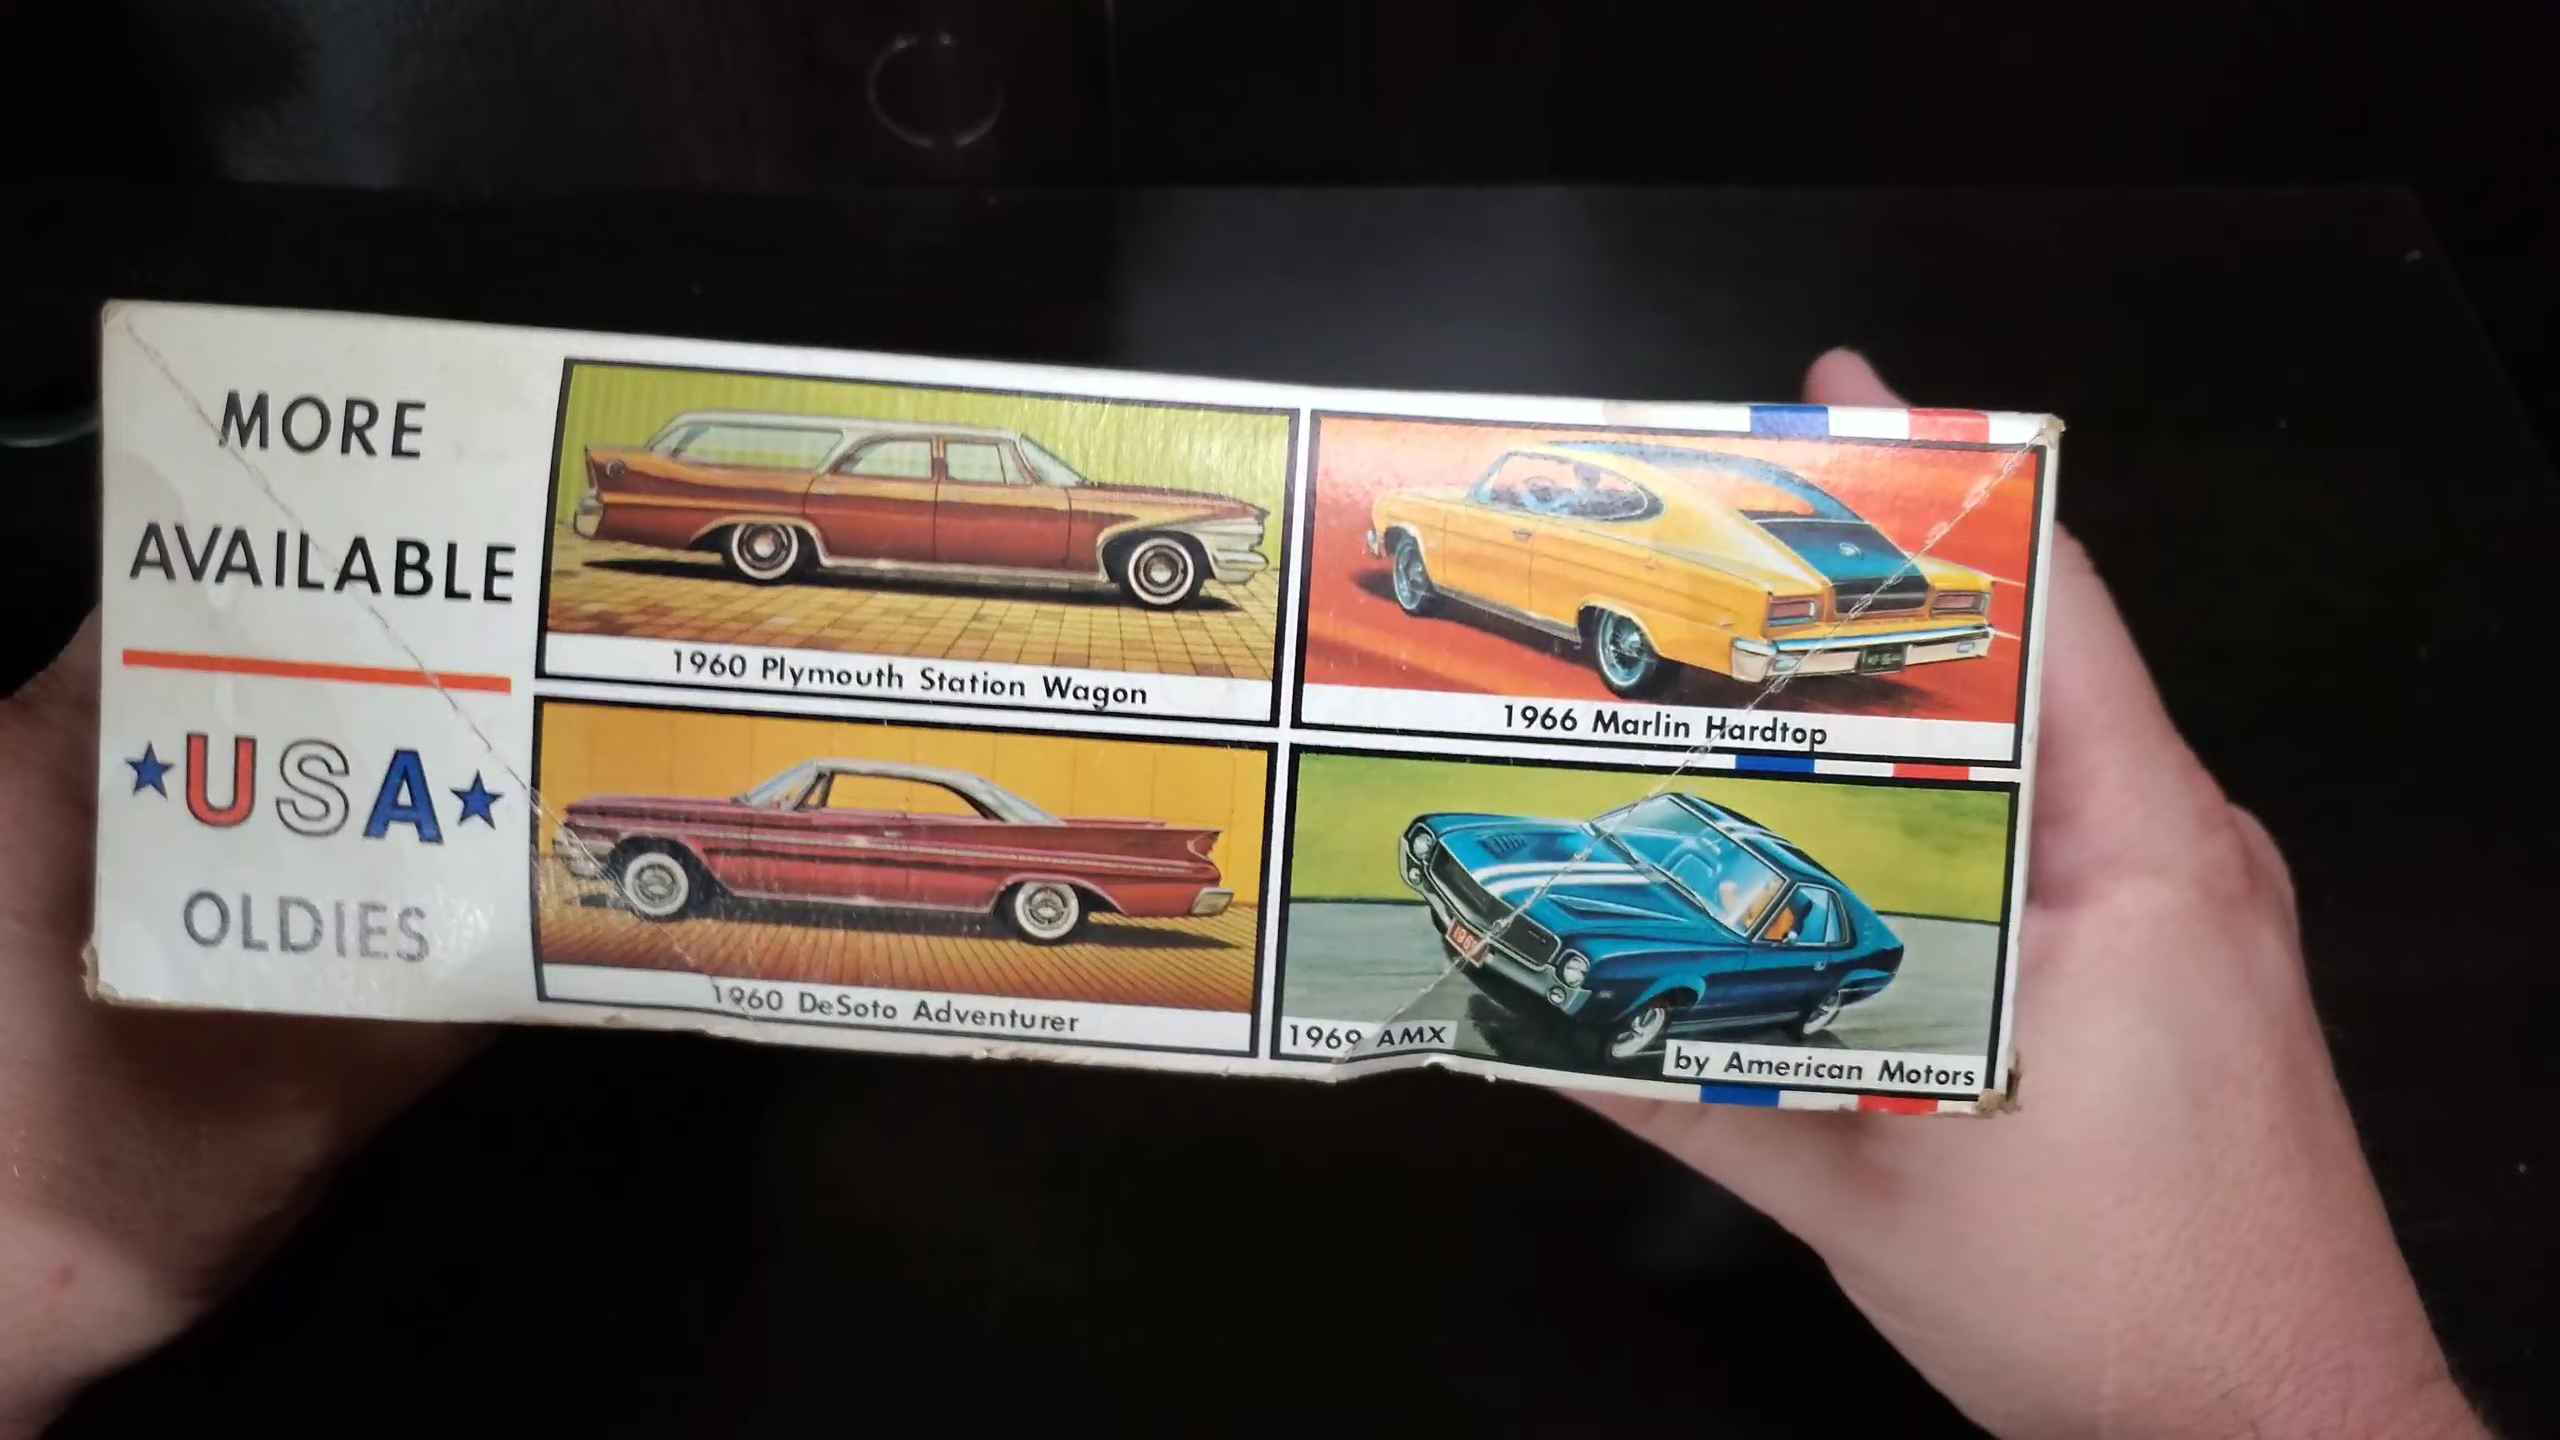 MORE
AVAILABLE
★USA★
OLDIES
1960 Plymouth Station Wagon
1966 Marlin Hardtop
1960 DeSoto Adventurer
1969 AMX
by American Motors